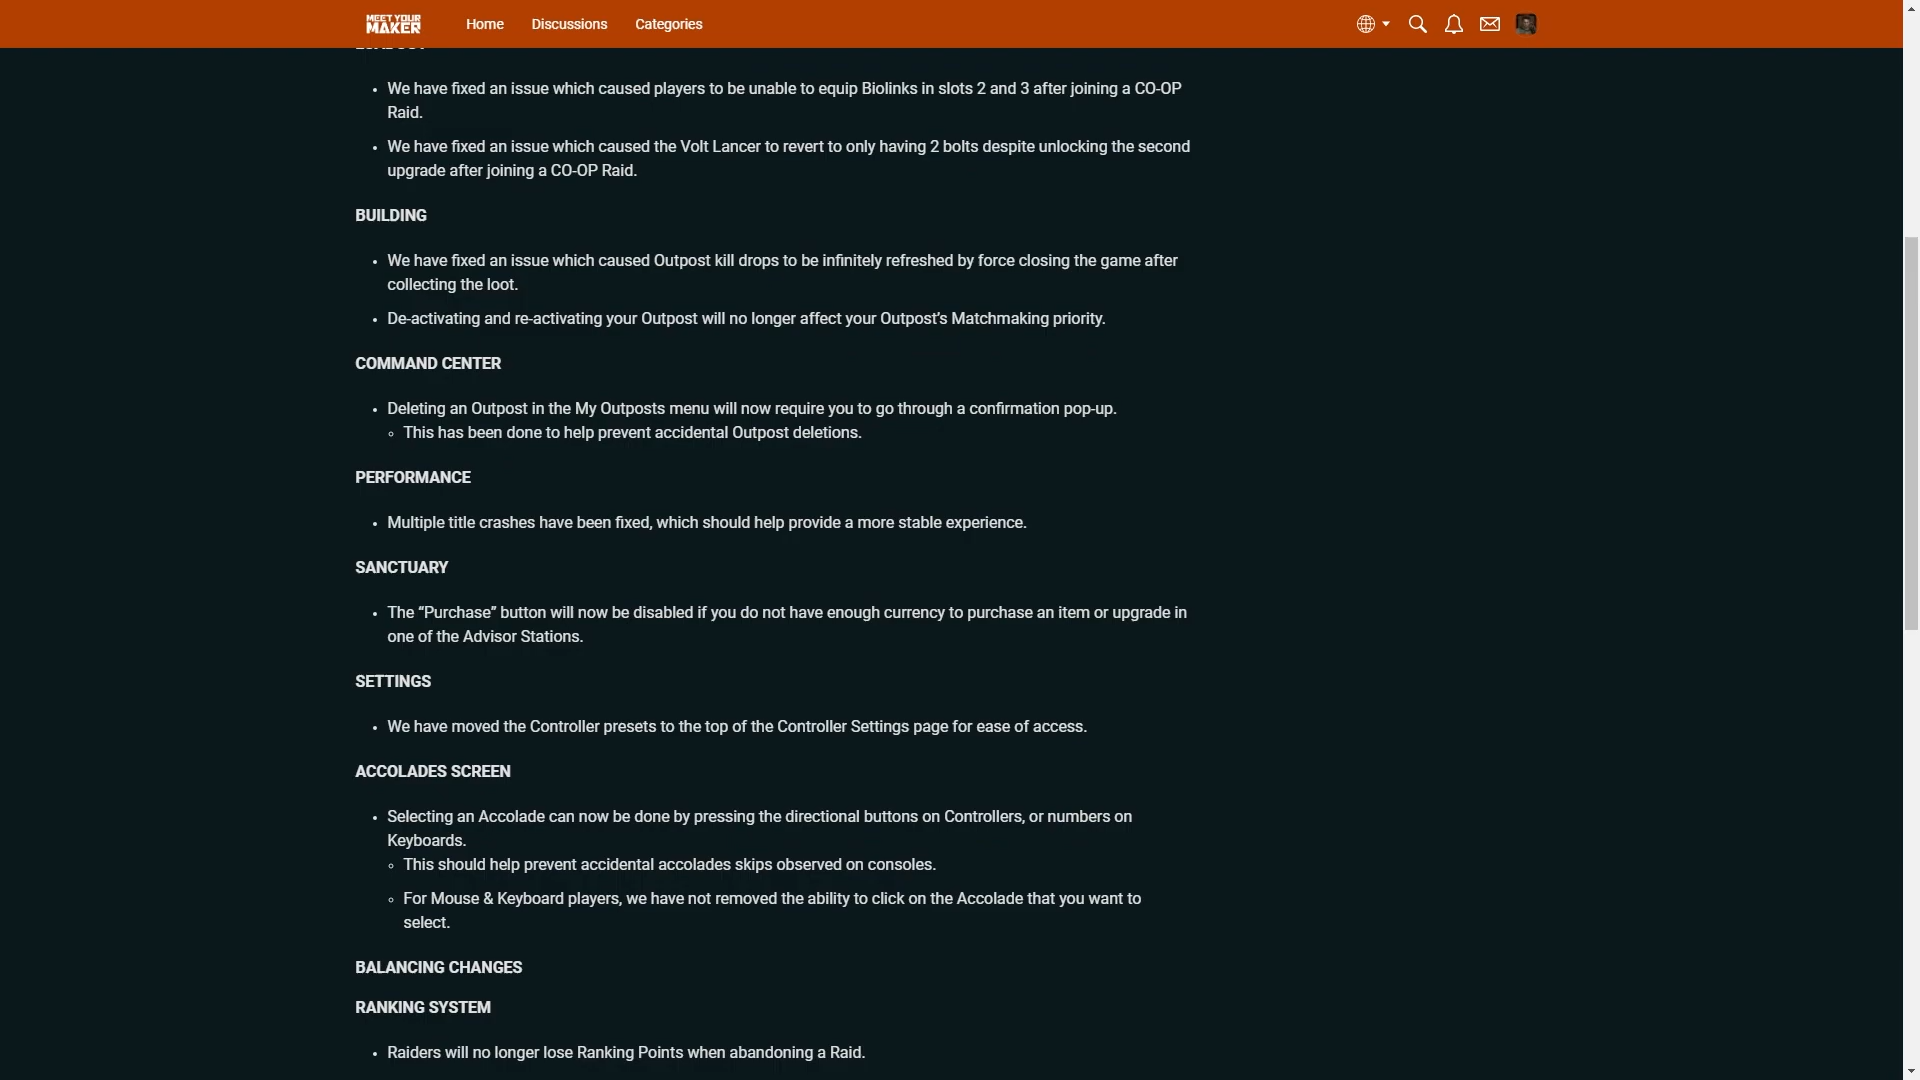 MEET YOUR
MAKER
Home
Discussions
Categories
We have fixed an issue which caused players to be unable to equip Biolinks in slots 2 and 3 after joining a CO-OP
Raid.
We have fixed an issue which caused the Volt Lancer to revert to only having 2 bolts despite unlocking the second
upgrade after joining a CO-OP Raid.
BUILDING
We have fixed an issue which caused Outpost kill drops to be infinitely refreshed by force closing the game after
collecting the loot.
De-activating and re-activating your Outpost will no longer affect your Outpost’s Matchmaking priority.
COMMAND CENTER
Deleting an Outpost in the My Outposts menu will now require you to go through a confirmation pop-up.
This has been done to help prevent accidental Outpost deletions.
PERFORMANCE
Multiple title crashes have been fixed, which should help provide a more stable experience.
SANCTUARY
The “Purchase” button will now be disabled if you do not have enough currency to purchase an item or upgrade in
one of the Advisor Stations.
SETTINGS
We have moved the Controller presets to the top of the Controller Settings page for ease of access.
ACCOLADES SCREEN
Selecting an Accolade can now be done by pressing the directional buttons on Controllers, or numbers on
Keyboards.
This should help prevent accidental accolades skips observed on consoles.
For Mouse & Keyboard players, we have not removed the ability to click on the Accolade that you want to
select.
BALANCING CHANGES
RANKING SYSTEM
Raiders will no longer lose Ranking Points when abandoning a Raid.